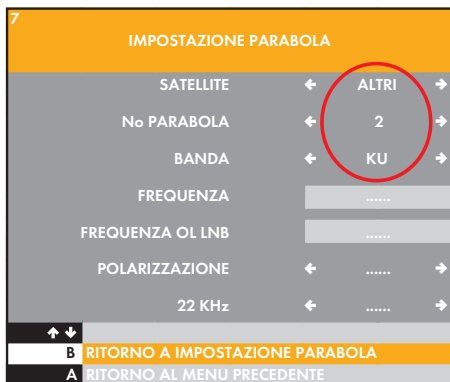 7
IMPOSTAZIONE PARABOLA
SATELLITE ← ALTRI →
No PARABOLA ← 2 →
BANDA ← KU →
FREQUENZA ......
FREQUENZA OL LNB ......
POLARIZZAZIONE ← ...... →
22 KHz ← ...... →
↑ ↓
B RITORNO A IMPOSTAZIONE PARABOLA
A RITORNO AL MENU PRECEDENTE